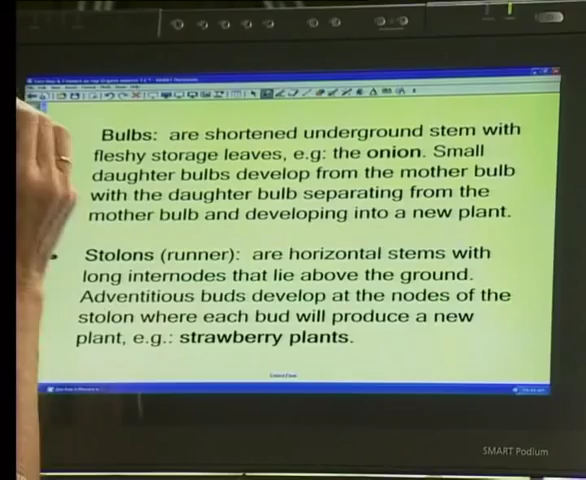 Bulbs: are shortened underground stem with
fleshy storage leaves, e.g: the onion. Small
daughter bulbs develop from the mother bulb
with the daughter bulb separating from the
mother bulb and developing into a new plant.
Stolons (runner): are horizontal stems with
long internodes that lie above the ground.
Adventitious buds develop at the nodes of the
stolon where each bud will produce a new
plant, e.g.: strawberry plants.
SMART Podium